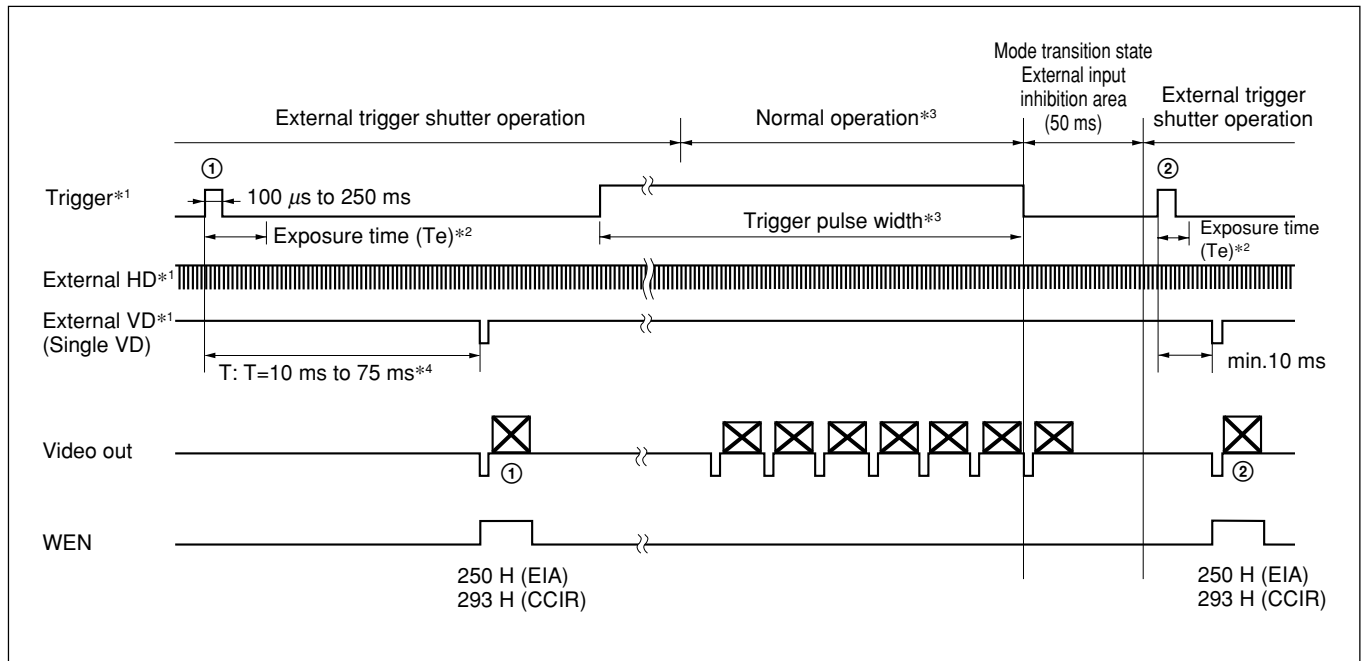 Mode transition state
External input
inhibition area
(50 ms)
External trigger shutter operation
Normal operation*3
External trigger
shutter operation
①
②
Trigger*1
100 μs to 250 ms
Exposure time (Te)*2
Trigger pulse width*3
Exposure time
(Te)*2
External HD*1
External VD*1
(Single VD)
T: T=10 ms to 75 ms*4
min.10 ms
Video out
①
②
WEN
250 H (EIA)
293 H (CCIR)
250 H (EIA)
293 H (CCIR)